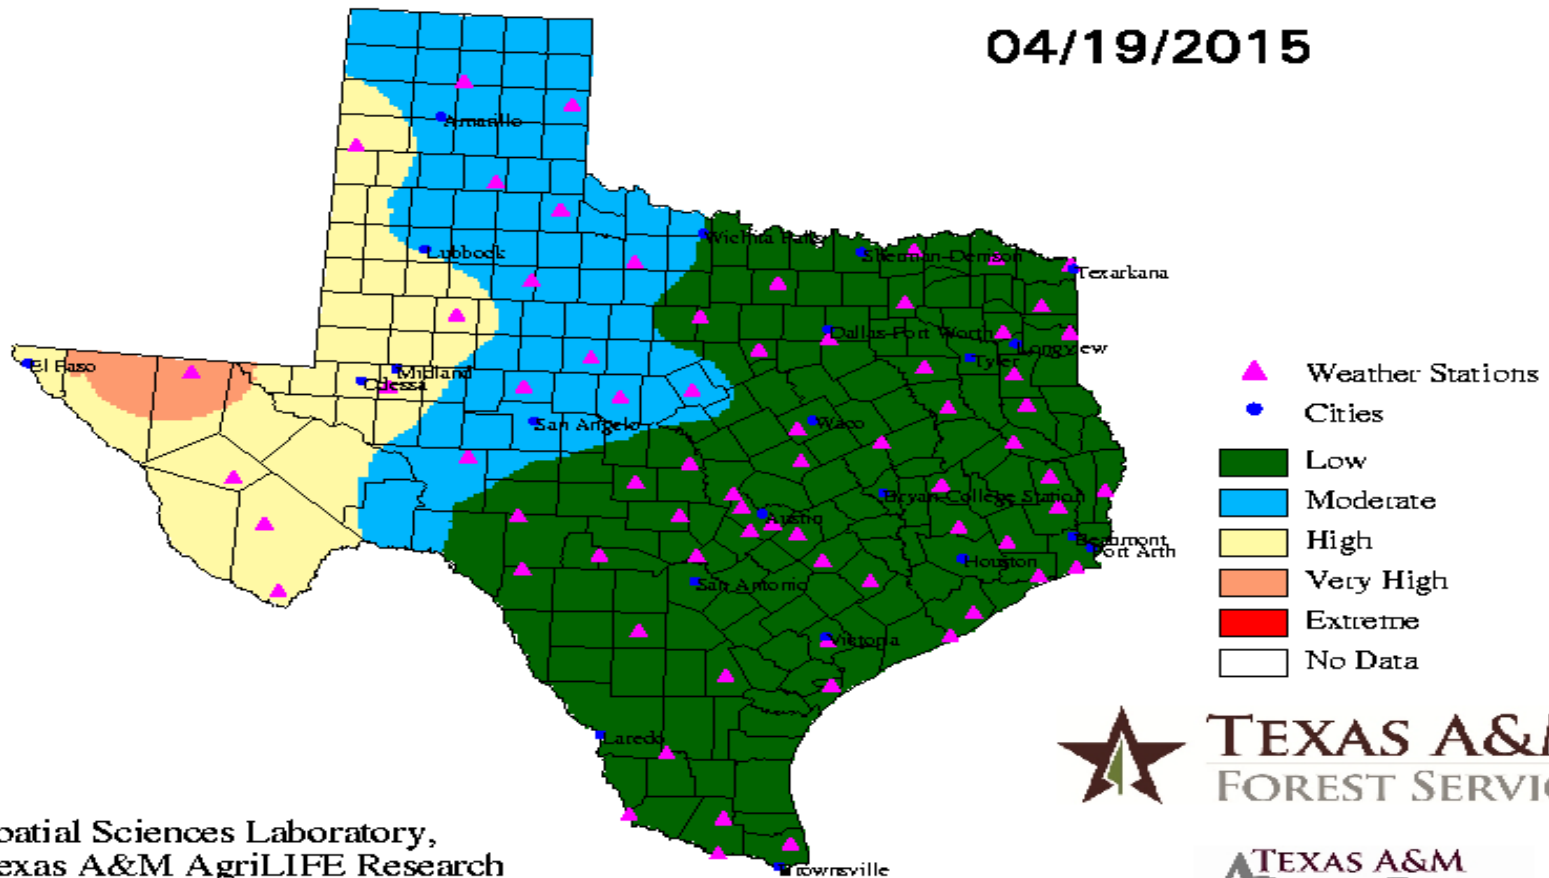 04/19/2015
Amarillo
Lubbock
Wichita Falls
Sherman-Denison
Texarkana
Dallas-Fort Worth
Longview
Tyler
El Paso
Midland
Odessa
San Angelo
Waco
Bryan-College Station
Austin
Beaumont
Port Arth
Houston
San Antonio
Victoria
Laredo
Brownsville
Weather Stations
Cities
Low
Moderate
High
Very High
Extreme
No Data
TEXAS A&M
FOREST SERVIC
patial Sciences Laboratory,
exas A&M AgriLIFE Research
TEXAS A&M